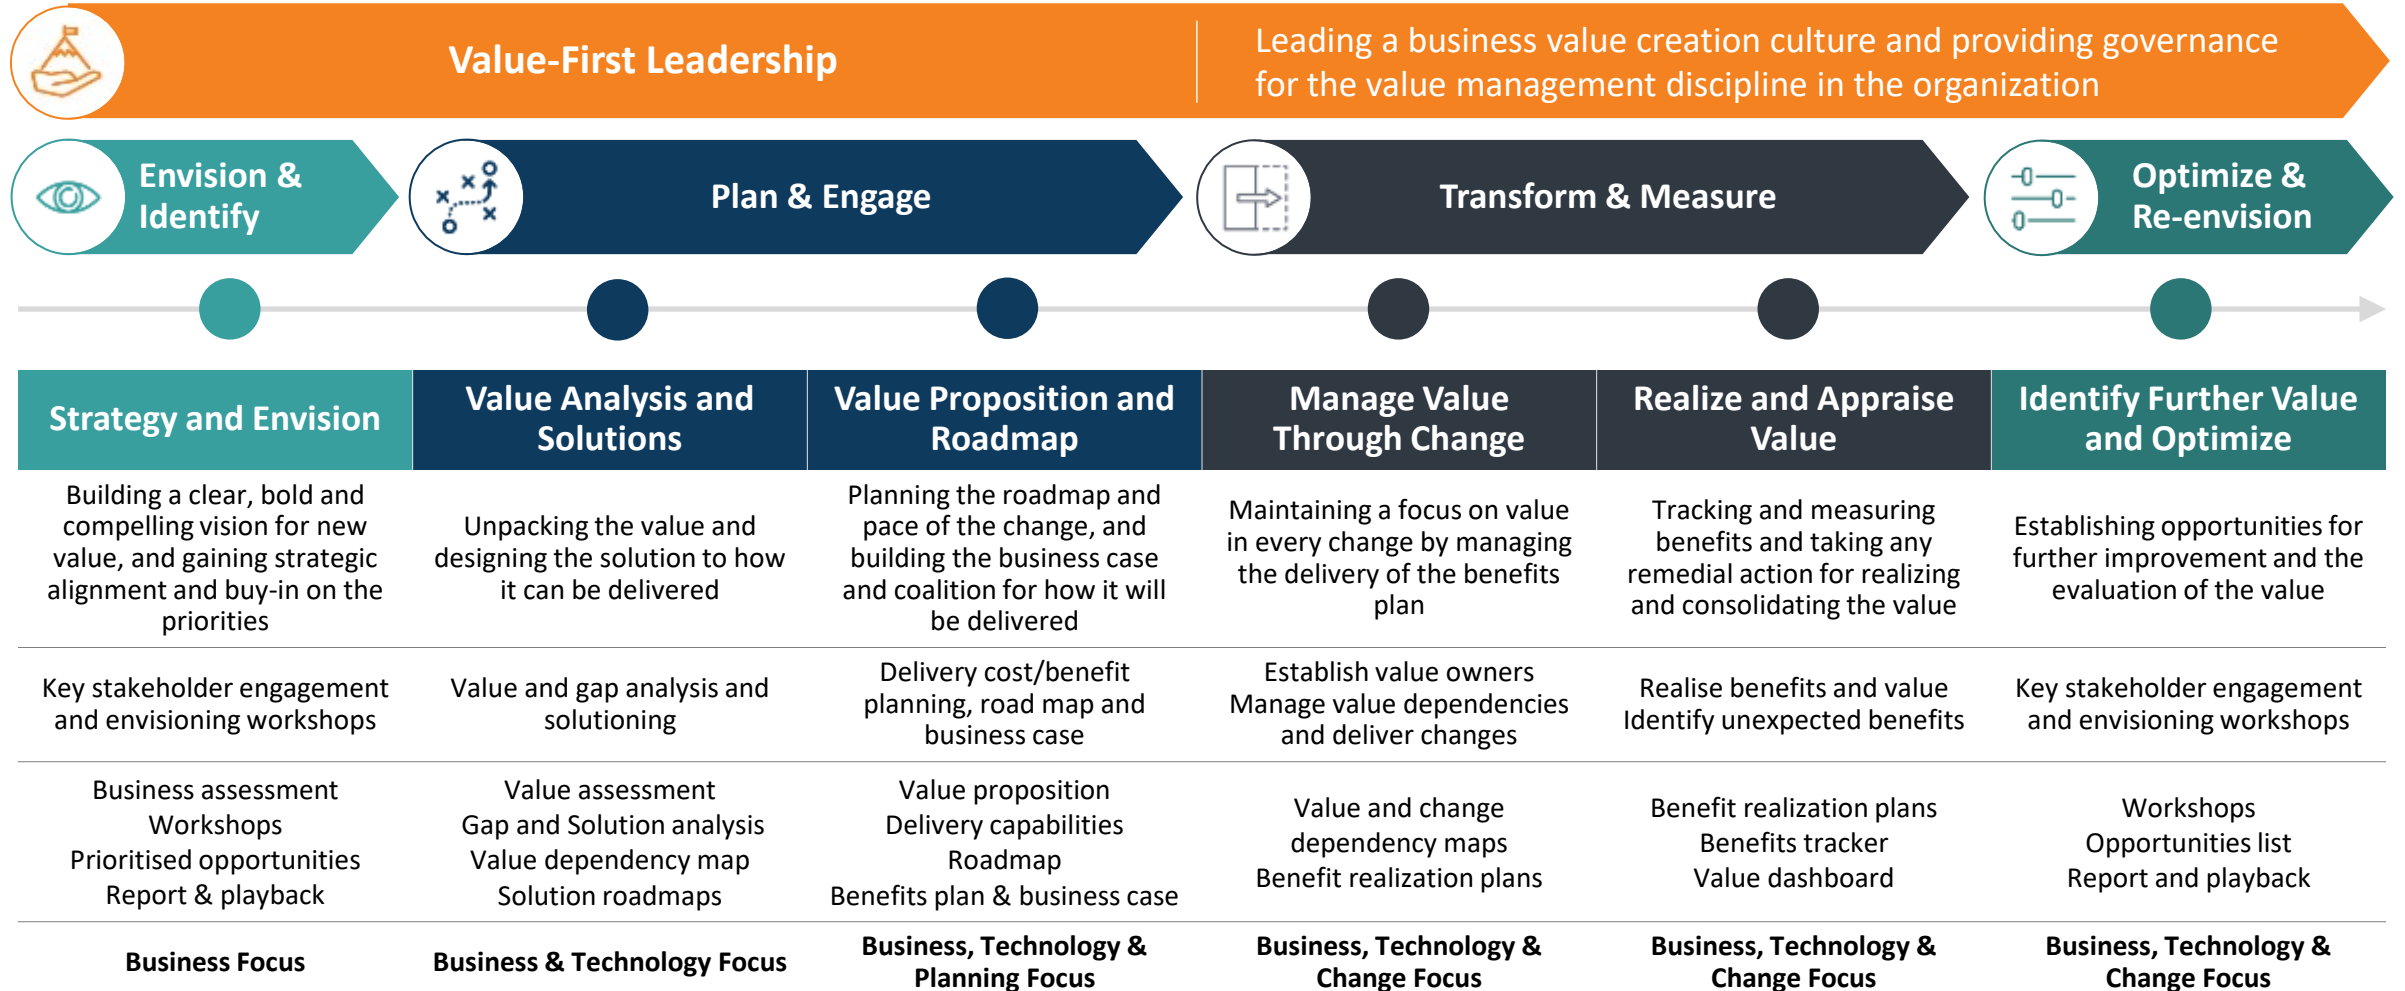 Value-First Leadership
Leading a business value creation culture and providing governance
for the value management discipline in the organization
Envision &
Identify
Plan & Engage
Transform & Measure
Optimize &
Re-envision
Strategy and Envision
Value Analysis and
Solutions
Value Proposition and
Roadmap
Manage Value
Through Change
Realize and Appraise
Value
Identify Further Value
and Optimize
Building a clear, bold and
compelling vision for new
value, and gaining strategic
alignment and buy-in on the
priorities
Unpacking the value and
designing the solution to how
it can be delivered
Planning the roadmap and
pace of the change, and
building the business case
and coalition for how it will
be delivered
Maintaining a focus on value
in every change by managing
the delivery of the benefits
plan
Tracking and measuring
benefits and taking any
remedial action for realizing
and consolidating the value
Establishing opportunities for
further improvement and the
evaluation of the value
Key stakeholder engagement
and envisioning workshops
Value and gap analysis and
solutioning
Delivery cost/benefit
planning, road map and
business case
Establish value owners
Manage value dependencies
and deliver changes
Realise benefits and value
Identify unexpected benefits
Key stakeholder engagement
and envisioning workshops
Business assessment
Workshops
Prioritised opportunities
Report & playback
Value assessment
Gap and Solution analysis
Value dependency map
Solution roadmaps
Value proposition
Delivery capabilities
Roadmap
Benefits plan & business case
Value and change
dependency maps
Benefit realization plans
Benefit realization plans
Benefits tracker
Value dashboard
Workshops
Opportunities list
Report and playback
Business Focus
Business & Technology Focus
Business, Technology &
Planning Focus
Business, Technology &
Change Focus
Business, Technology &
Change Focus
Business, Technology &
Change Focus